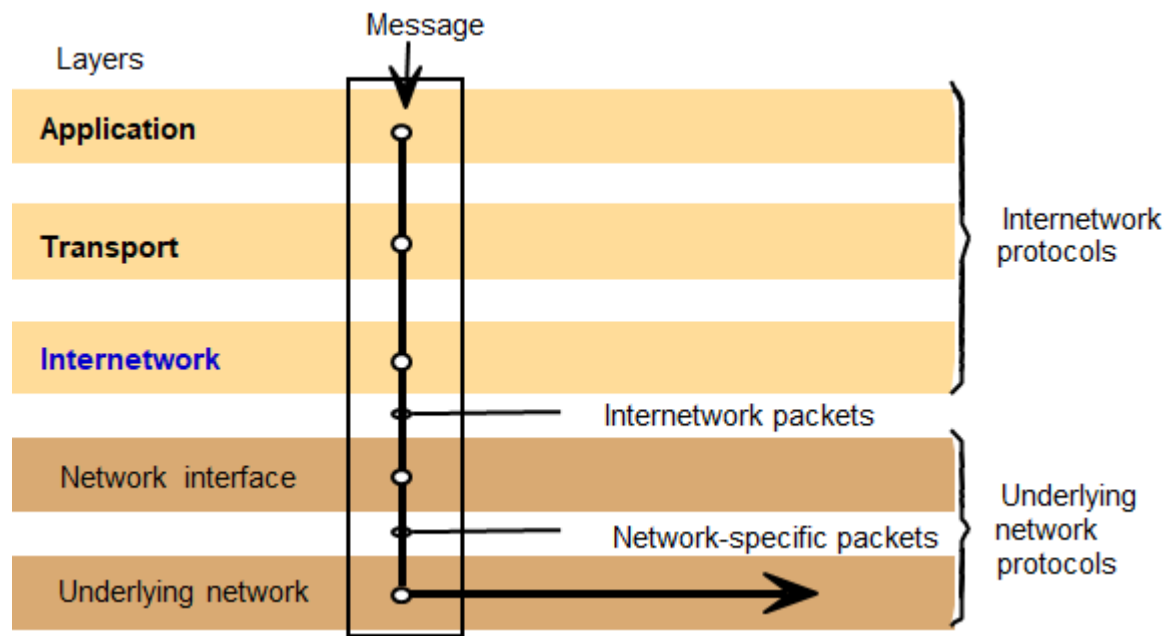 Message
Layers
Application
Transport
Internetwork
protocols
Internetwork
Internetwork packets
Network interface
Underlying
network
protocols
Network-specific packets
Underlying network